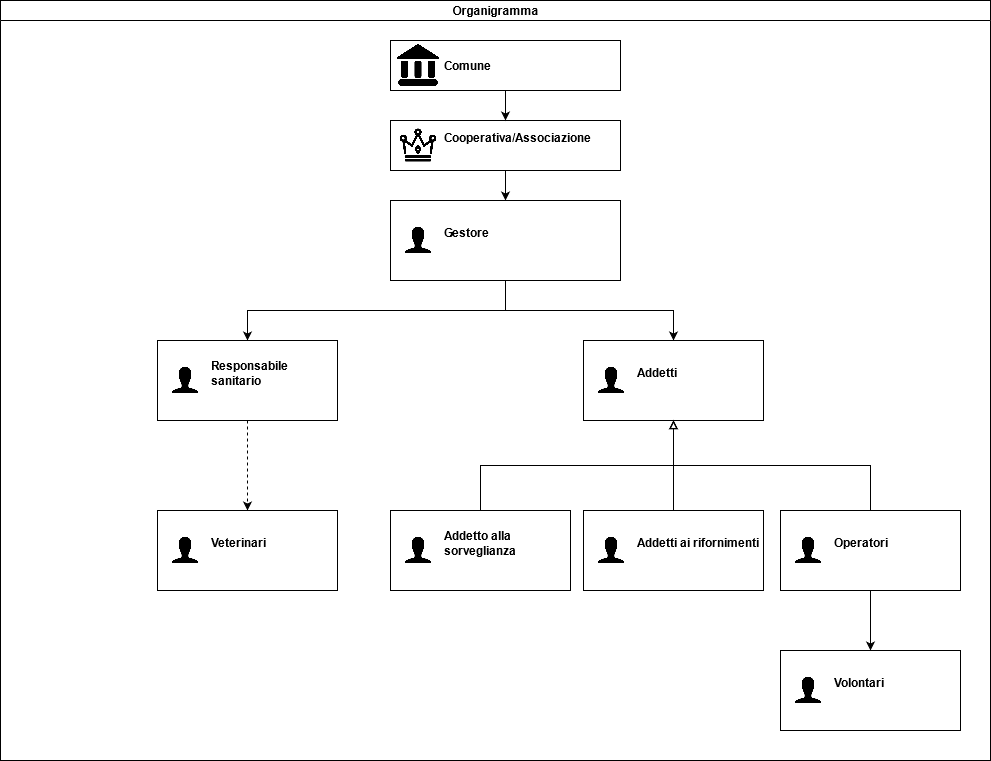 Organigramma
Comune
Cooperativa/Associazione
Gestore
Responsabile
sanitario
Addetti
Veterinari
Addetto alla
sorveglianza
Addetti ai rifornimenti
Operatori
Volontari